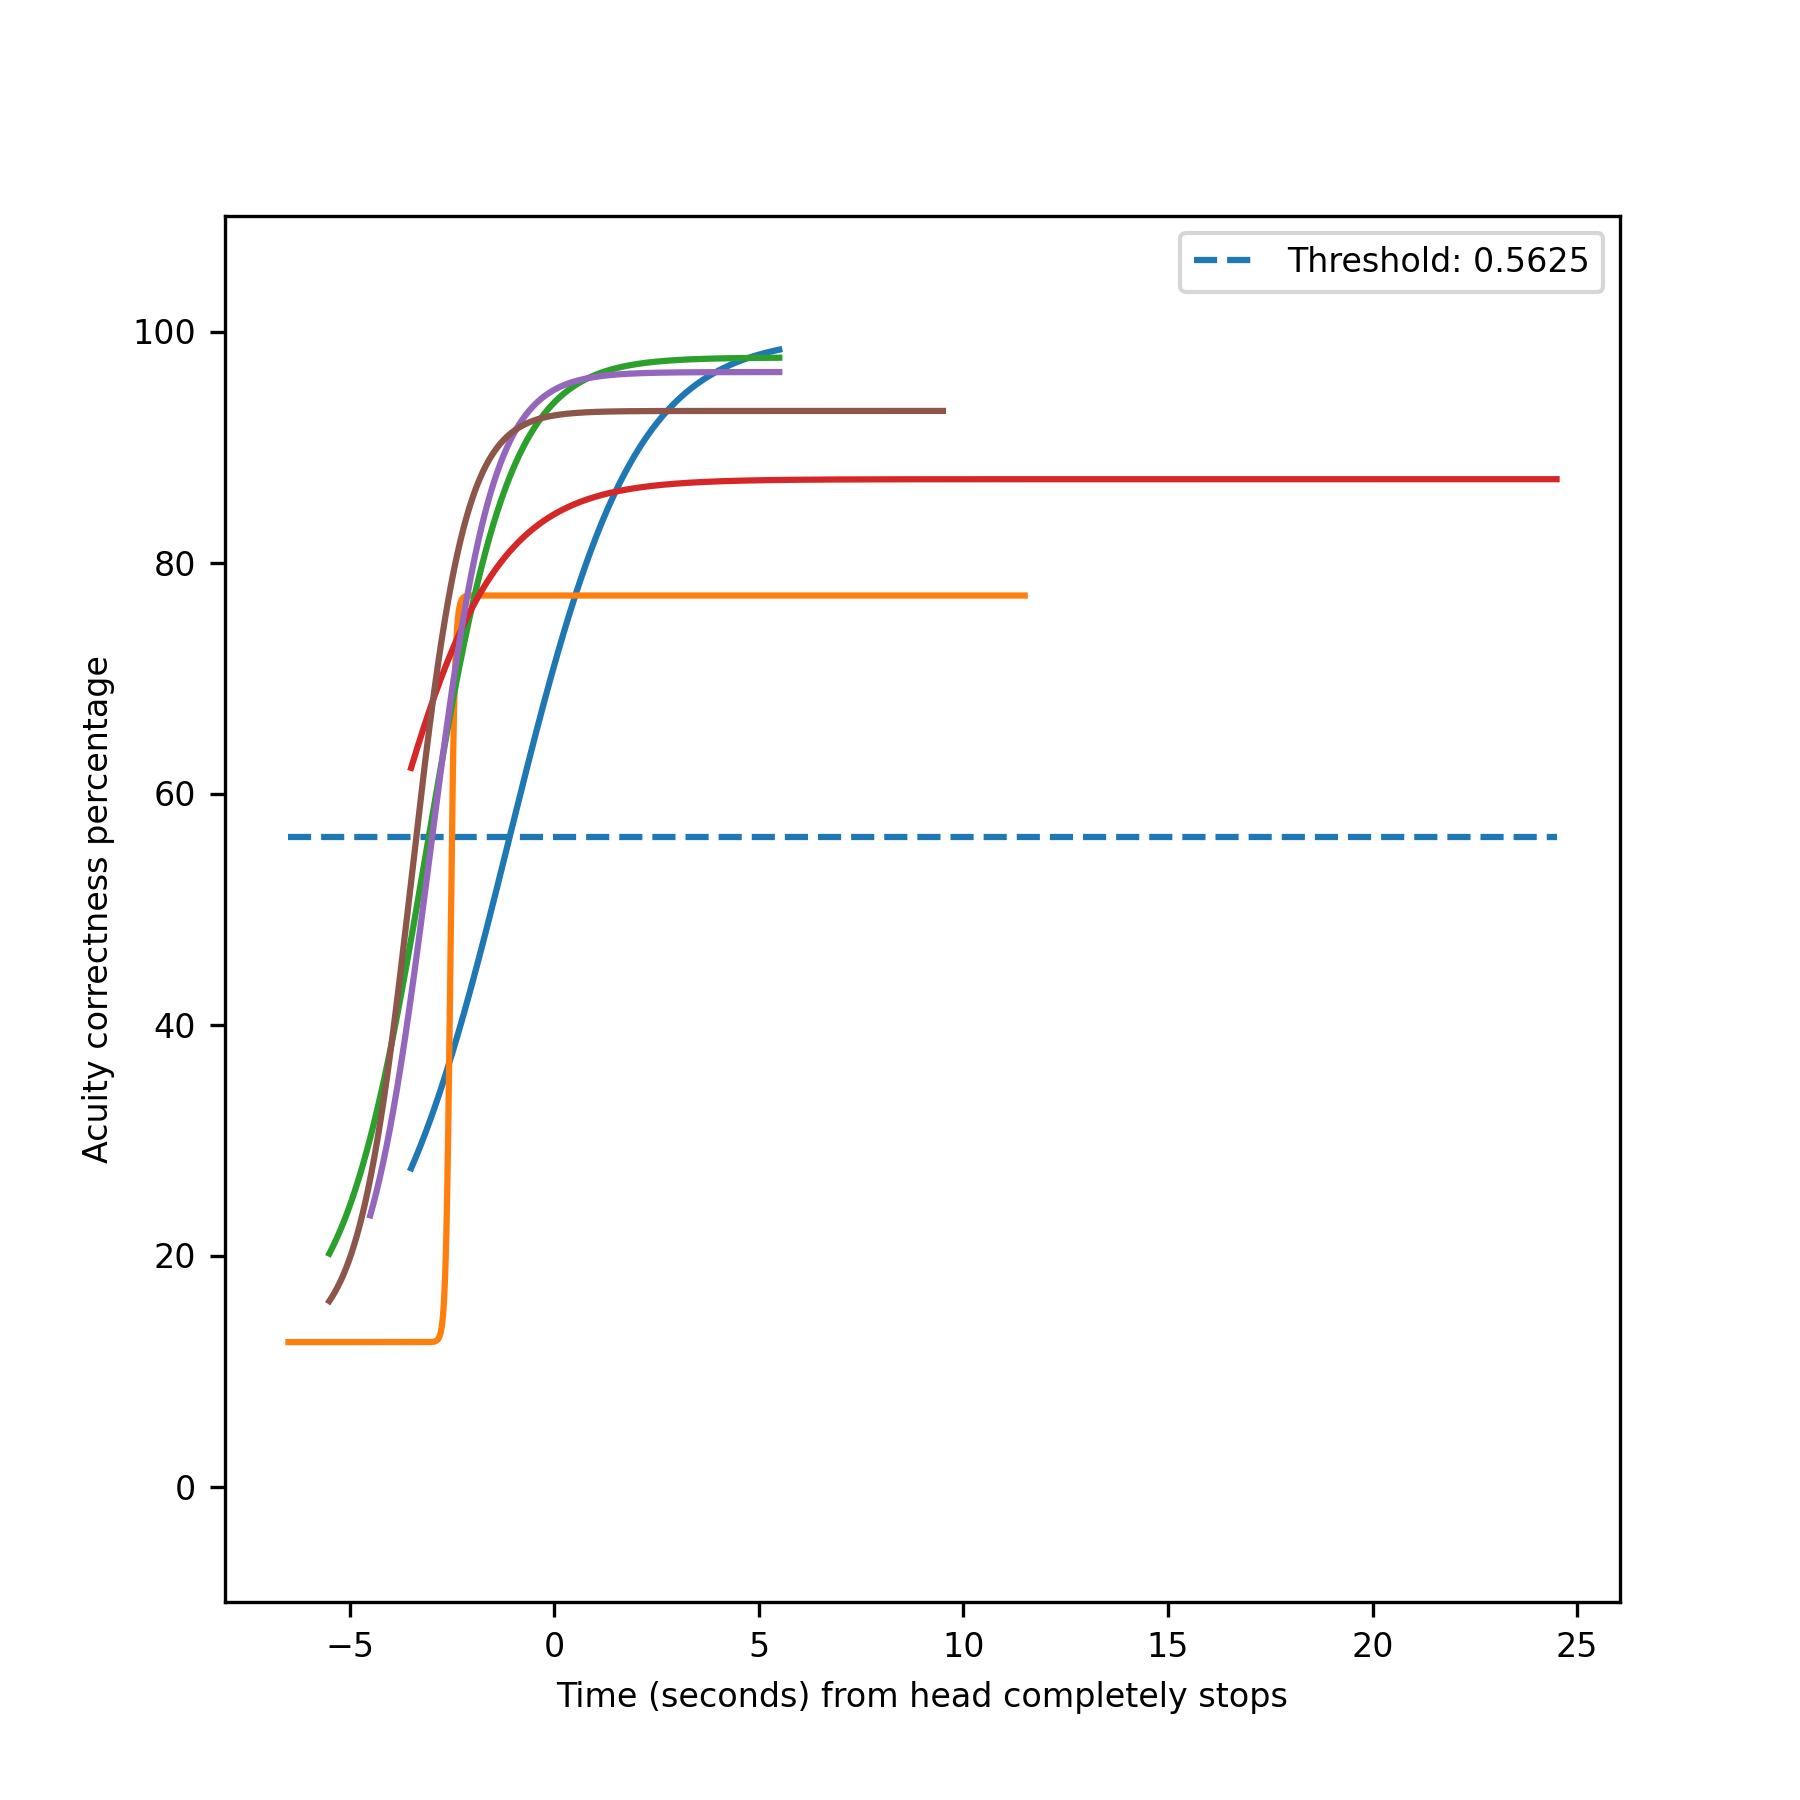 Threshold: 0.5625
100
80
60
40
20
0
Acuity correctness percentage
−5 0 5 10 15 20 25
Time (seconds) from head completely stops